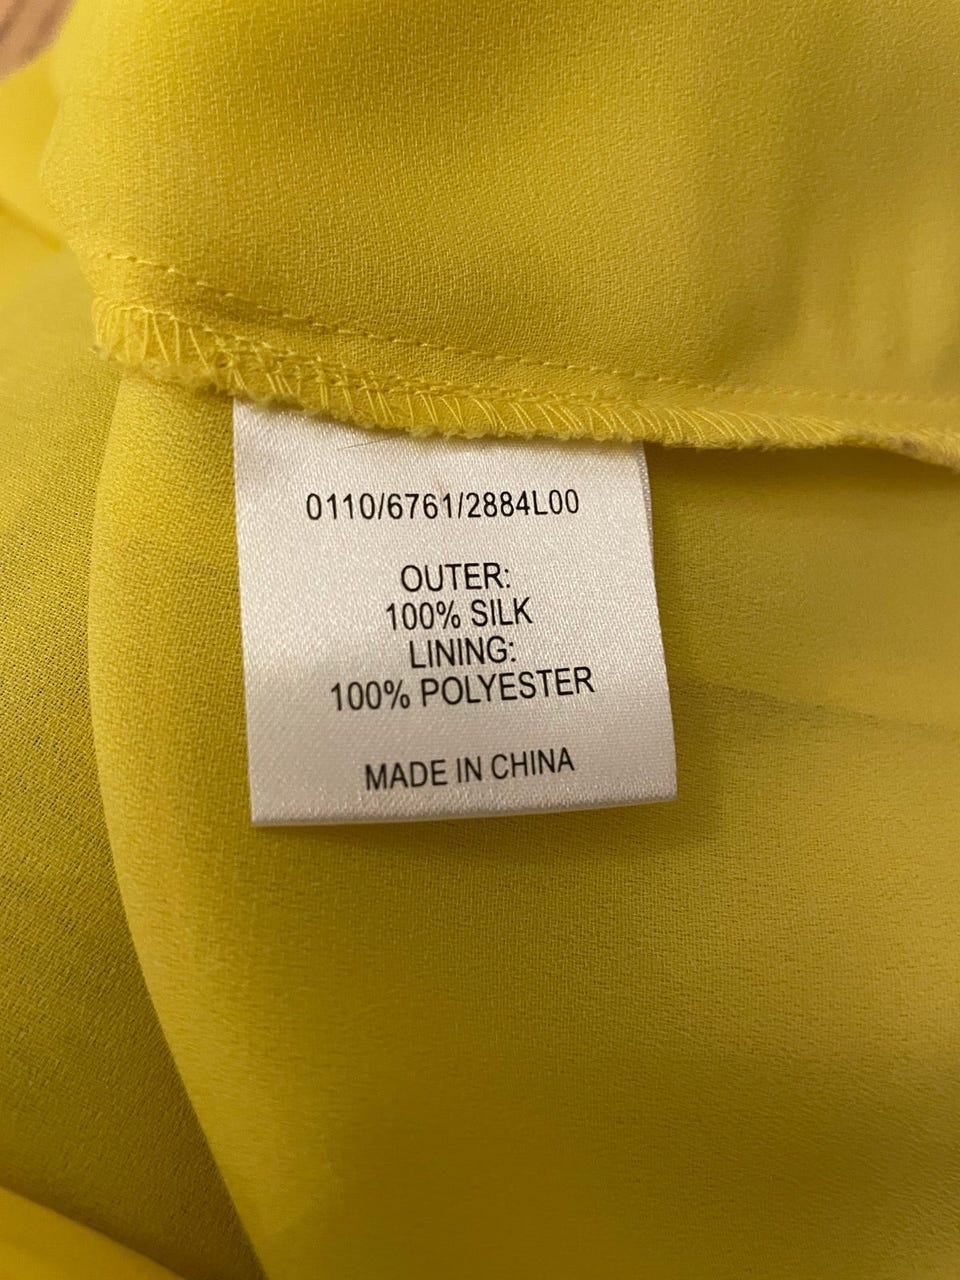 0110/6761/2884L00
OUTER:
100% SILK
LINING:
100% POLYESTER
MADE IN CHINA